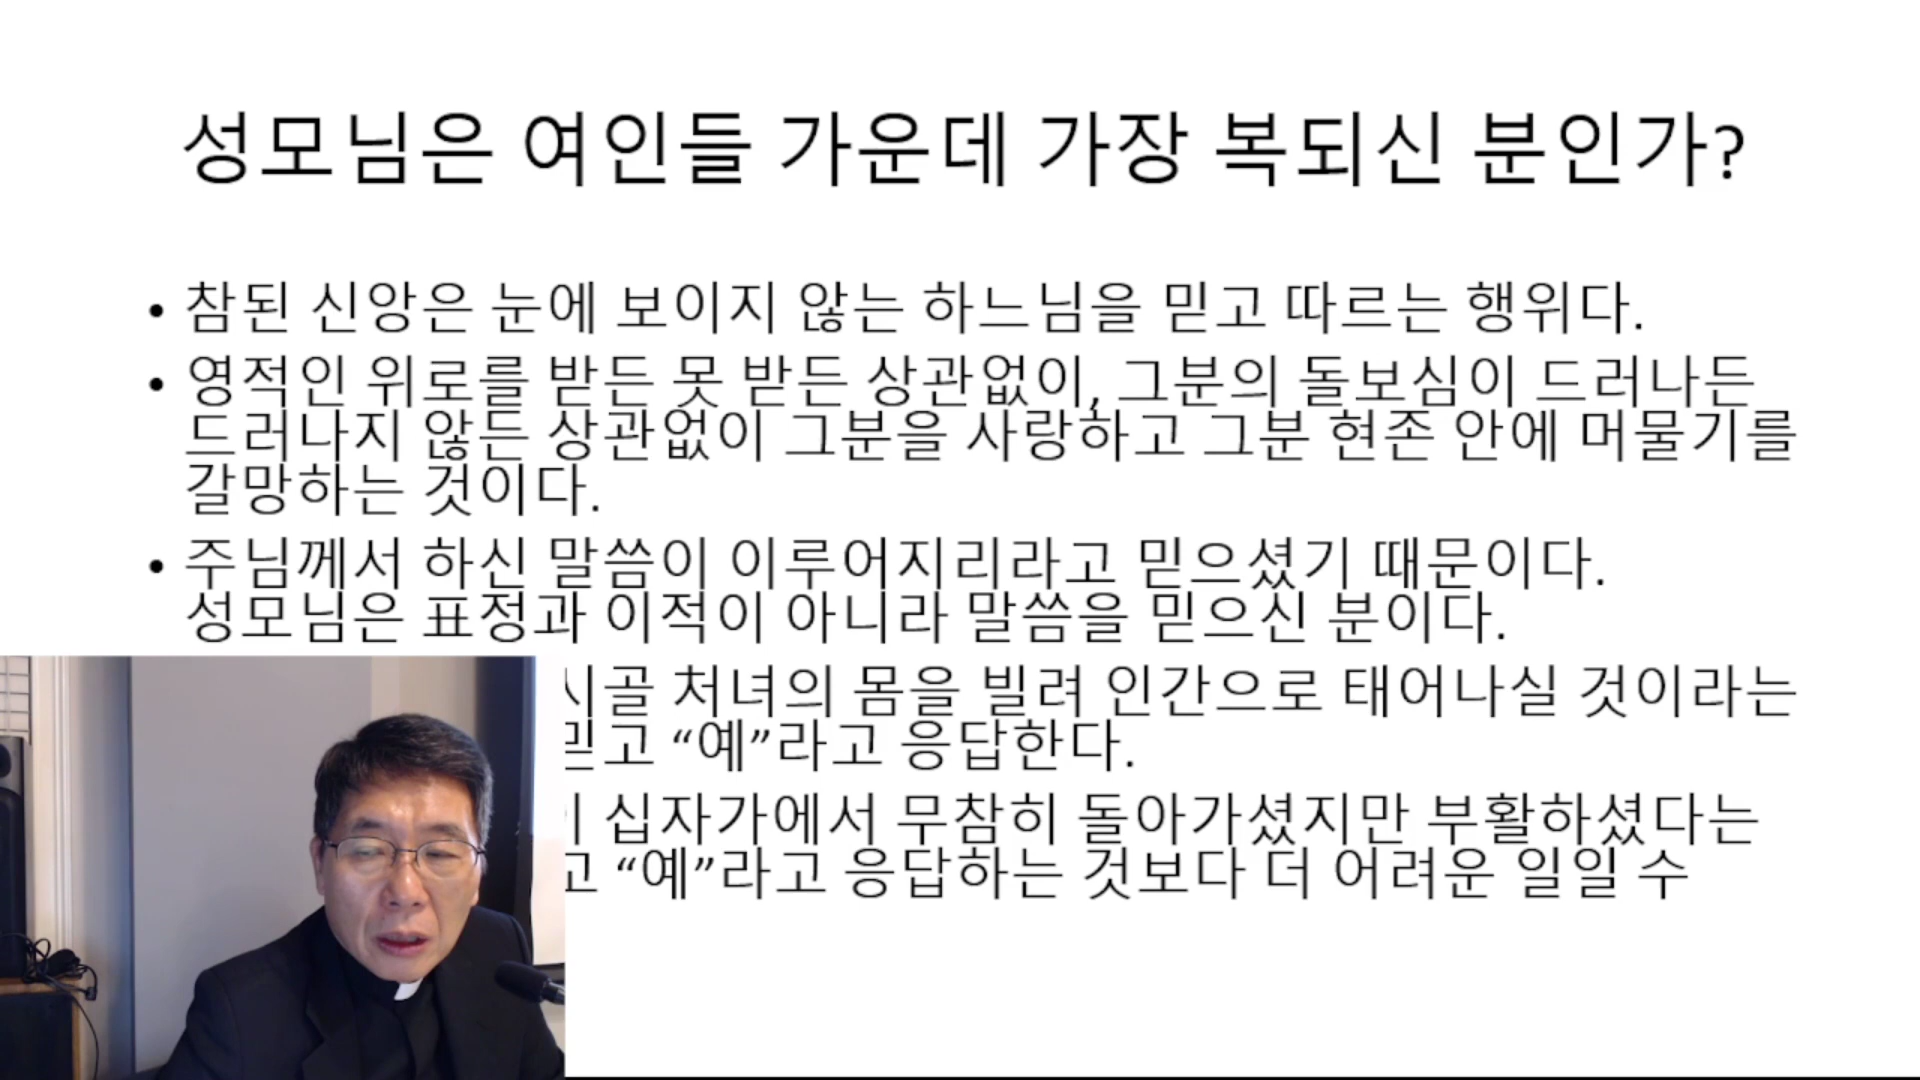 성모님은 여인들 가운데 가장 복되신 분인가?
• 참된 신앙은 눈에 보이지 않는 하느님을 믿고 따르는 행위다.
• 영적인 위로를 받든 못 받든 상관없이, 그분의 돌보심이 드러나든
드러나지 않든 상관없이 그분을 사랑하고 그분 현존 안에 머물기를
갈망하는 것이다.
• 주님께서 하신 말씀이 이루어지리라고 믿으셨기 때문이다.
성모님은 표정과 이적이 아니라 말씀을 믿으신 분이다.
시골 처녀의 몸을 빌려 인간으로 태어나실 것이라는
믿고 “예”라고 응답한다.
십자가에서 무참히 돌아가셨지만 부활하셨다는
고 “예”라고 응답하는 것보다 더 어려운 일일 수